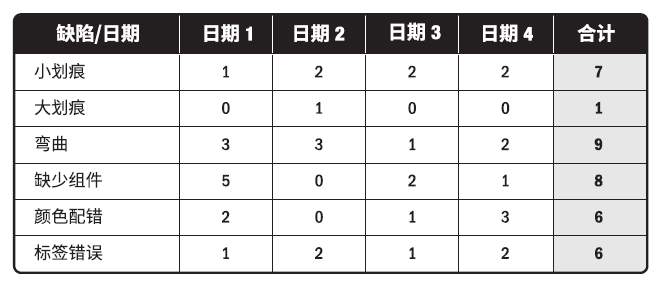 缺陷/日期 日期 1 日期 2 日期 3 日期 4 合计
小划痕 1 2 2 2 7
大划痕 0 1 0 0 1
弯曲 3 3 1 2 9
缺少组件 5 0 2 1 8
颜色配错 2 0 1 3 6
标签错误 1 2 1 2 6